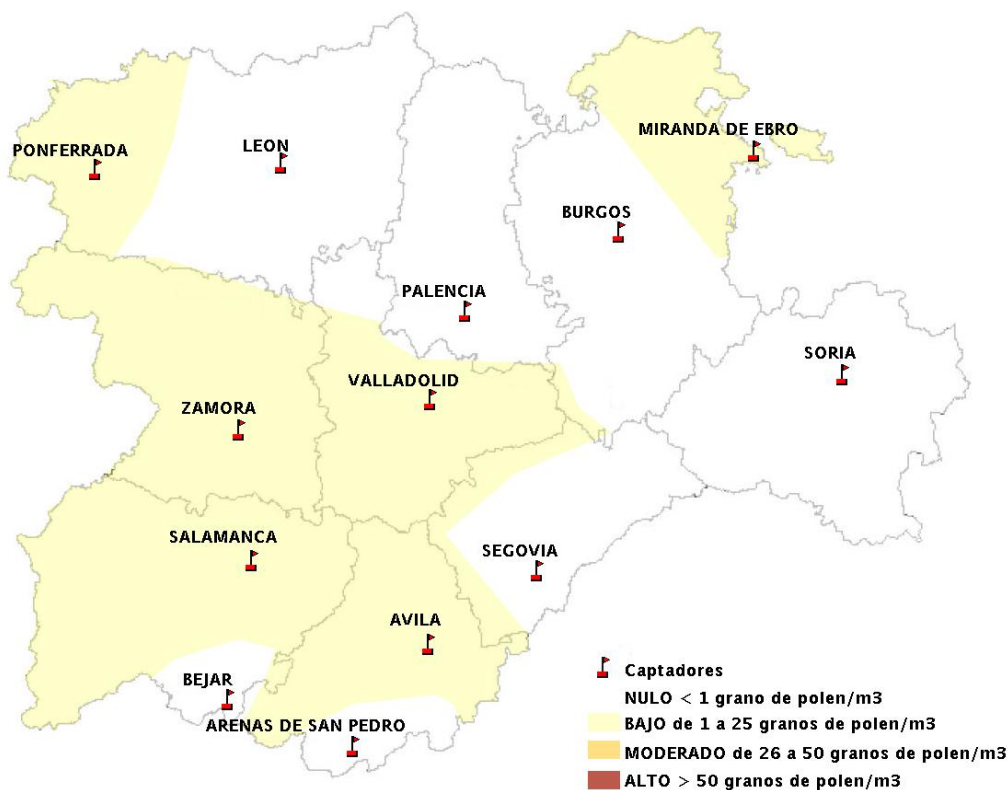 MIRANDA DE EBRO
PONFERRADA
LEON
BURGOS
PALENCIA
SORIA
VALLADOLID
ZAMORA
SALAMANCA
SEGOVIA
AVILA
BEJAR
ARENAS DE SAN PEDRO
Captadores
NULO < 1 grano de polen/m3
BAJO de 1 a 25 granos de polen/m3
MODERADO de 26 a 50 granos de polen/m3
ALTO > 50 granos de polen/m3